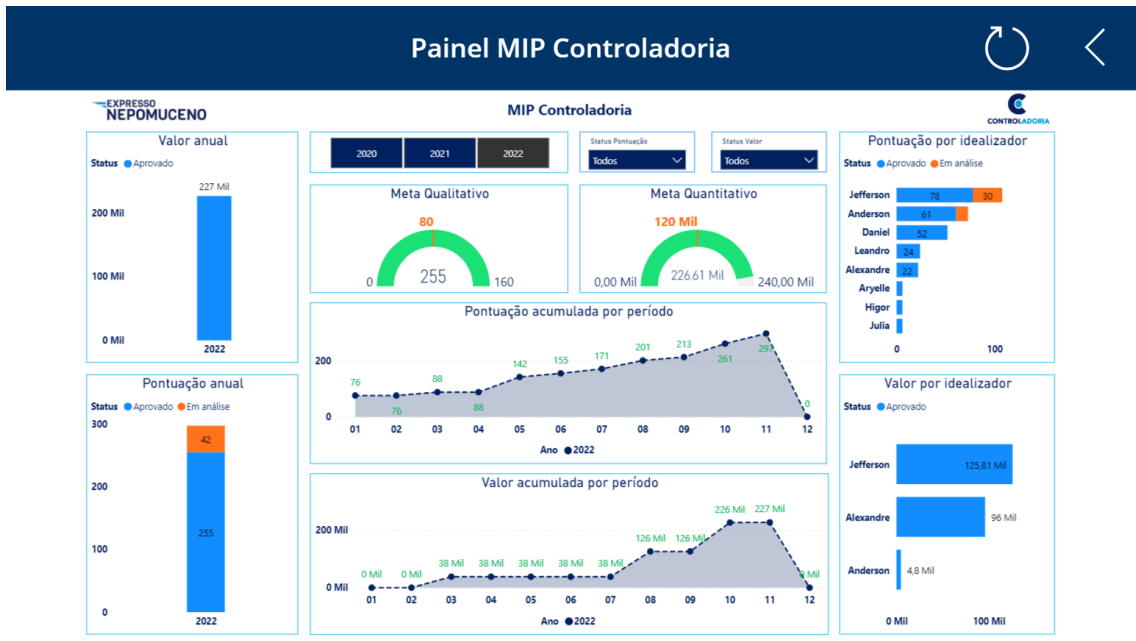 Painel MIP Controladoria
EXPRESSO
NEPOMUCENO
MIP Controladoria
CONTROLADORIA
Valor anual
Status Aprovado
227 Mil
200 Mil
100 Mil
0 Mil
2022
2020 2021 2022
Status Pontuação
Todos
Status Valor
Todos
Meta Qualitativo
80
0 255 160
Meta Quantitativo
120 Mil
0,00 Mil 226.61 Mil 240,00 Mil
Pontuação por idealizador
Status Aprovado Em análise
Jefferson 78 30
Anderson 61
Daniel 52
Leandro 24
Alexandre 22
Aryelle
Higor
Julia
0 100
Pontuação acumulada por período
200
0
76 76 88 88 142 155 171 201 213 261 297 0
01 02 03 04 05 06 07 08 09 10 11 12
Ano 2022
Pontuação anual
Status Aprovado Em análise
300
200
100
0
42
255
2022
Valor acumulada por período
200 Mil
0 Mil
0 Mil 0 Mil 38 Mil 38 Mil 38 Mil 38 Mil 38 Mil 126 Mil 126 Mil 226 Mil 227 Mil 0 Mil
01 02 03 04 05 06 07 08 09 10 11 12
Ano 2022
Valor por idealizador
Status Aprovado
Jefferson 125,81 Mil
Alexandre 96 Mil
Anderson 4,8 Mil
0 Mil 100 Mil